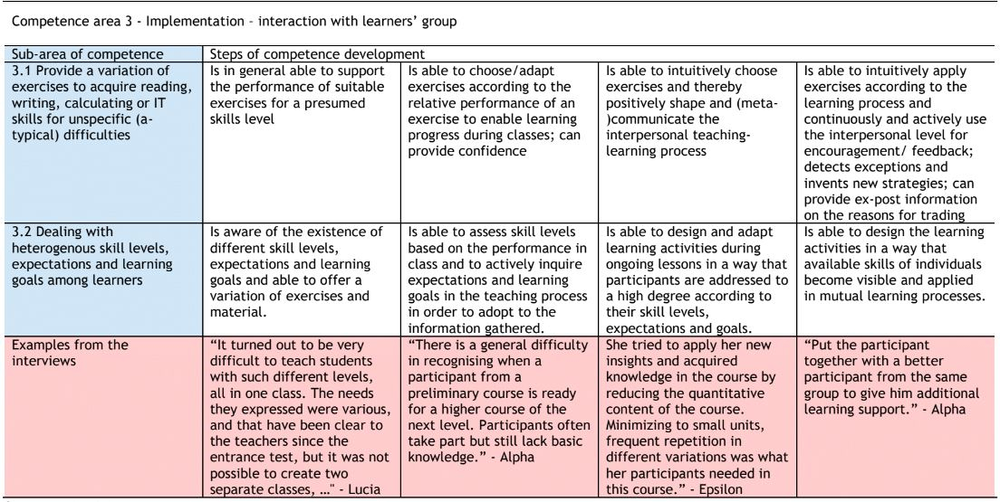 Competence area 3 - Implementation – interaction with learners’ group
Sub-area of competence
Steps of competence development
3.1 Provide a variation of
exercises to acquire reading,
writing, calculating or IT
skills for unspecific (a-
typical) difficulties
Is in general able to support
the performance of suitable
exercises for a presumed
skills level
Is able to choose/adapt
exercises according to the
relative performance of an
exercise to enable learning
progress during classes; can
provide confidence
Is able to intuitively choose
exercises and thereby
positively shape and (meta-
)communicate the
interpersonal teaching-
learning process
Is able to intuitively apply
exercises according to the
learning process and
continuously and actively use
the interpersonal level for
encouragement/ feedback;
detects exceptions and
invents new strategies; can
provide ex-post information
on the reasons for trading
3.2 Dealing with
heterogenous skill levels,
expectations and learning
goals among learners
Is aware of the existence of
different skill levels,
expectations and learning
goals and able to offer a
variation of exercises and
material.
Is able to assess skill levels
based on the performance in
class and to actively inquire
expectations and learning
goals in the teaching process
in order to adopt to the
information gathered.
Is able to design and adapt
learning activities during
ongoing lessons in a way that
participants are addressed to
a high degree according to
their skill levels,
expectations and goals.
Is able to design the learning
activities in a way that
available skills of individuals
become visible and applied
in mutual learning processes.
Examples from the
interviews
“It turned out to be very
difficult to teach students
with such different levels,
all in one class. The needs
they expressed were various,
and that have been clear to
the teachers since the
entrance test, but it was not
possible to create two
separate classes, …" - Lucia
“There is a general difficulty
in recognising when a
participant from a
preliminary course is ready
for a higher course of the
next level. Participants often
take part but still lack basic
knowledge.” - Alpha
She tried to apply her new
insights and acquired
knowledge in the course by
reducing the quantitative
content of the course.
Minimizing to small units,
frequent repetition in
different variations was what
her participants needed in
this course.” - Epsilon
“Put the participant
together with a better
participant from the same
group to give him additional
learning support.” - Alpha